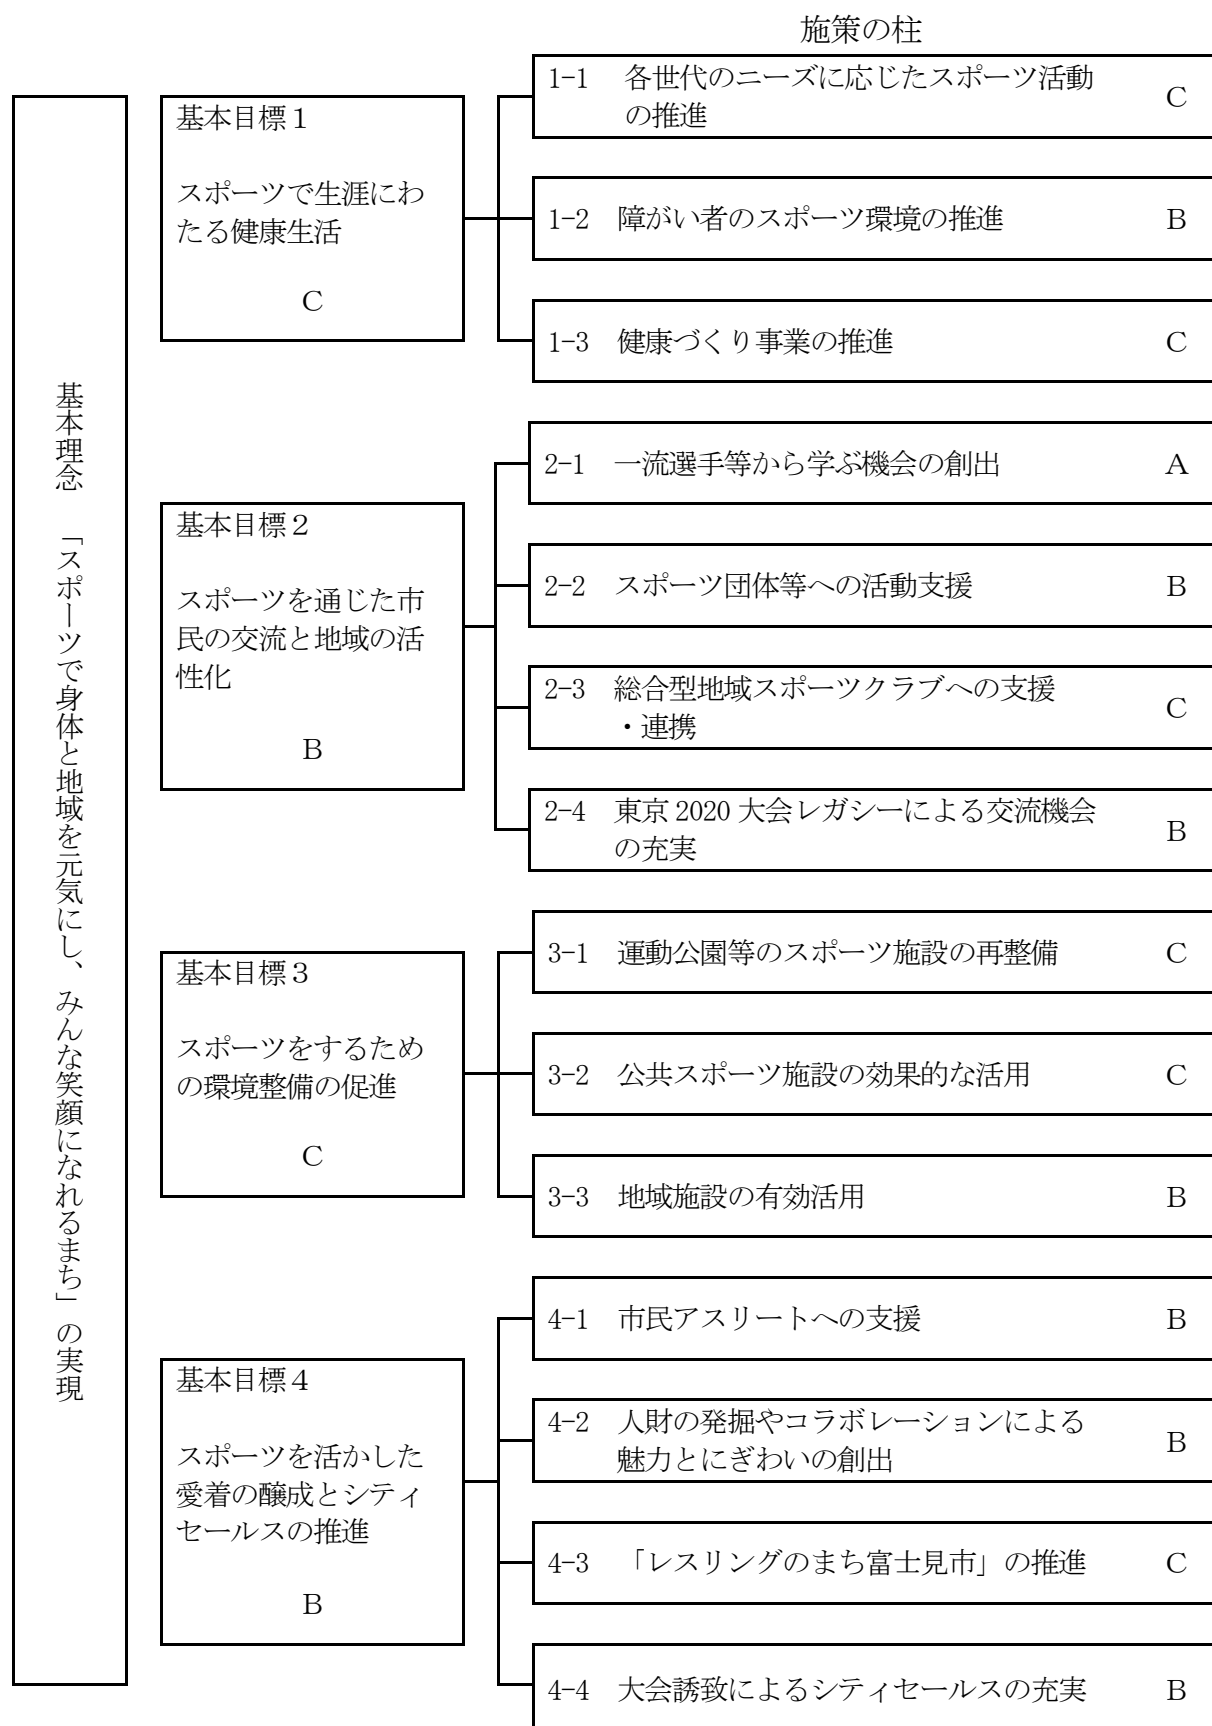 施策の柱
基本理念　「スポーツで身体と地域を元気にし、みんな笑顔になれるまち」の実現
基本目標１
スポーツで生涯にわ
たる健康生活
C
1-1　各世代のニーズに応じたスポーツ活動
の推進
C
1-2　障がい者のスポーツ環境の推進　B
1-3　健康づくり事業の推進　C
基本目標２
スポーツを通じた市
民の交流と地域の活
性化
B
2-1　一流選手等から学ぶ機会の創出　A
2-2　スポーツ団体等への活動支援　B
2-3　総合型地域スポーツクラブへの支援
・連携
C
2-4　東京2020大会レガシーによる交流機会
の充実
B
基本目標３
スポーツをするため
の環境整備の促進
C
3-1　運動公園等のスポーツ施設の再整備　C
3-2　公共スポーツ施設の効果的な活用　C
3-3　地域施設の有効活用　B
基本目標４
スポーツを活かした
愛着の醸成とシティ
セールスの推進
B
4-1　市民アスリートへの支援　B
4-2　人財の発掘やコラボレーションによる
魅力とにぎわいの創出
B
4-3　「レスリングのまち富士見市」の推進　C
4-4　大会誘致によるシティセールスの充実　B